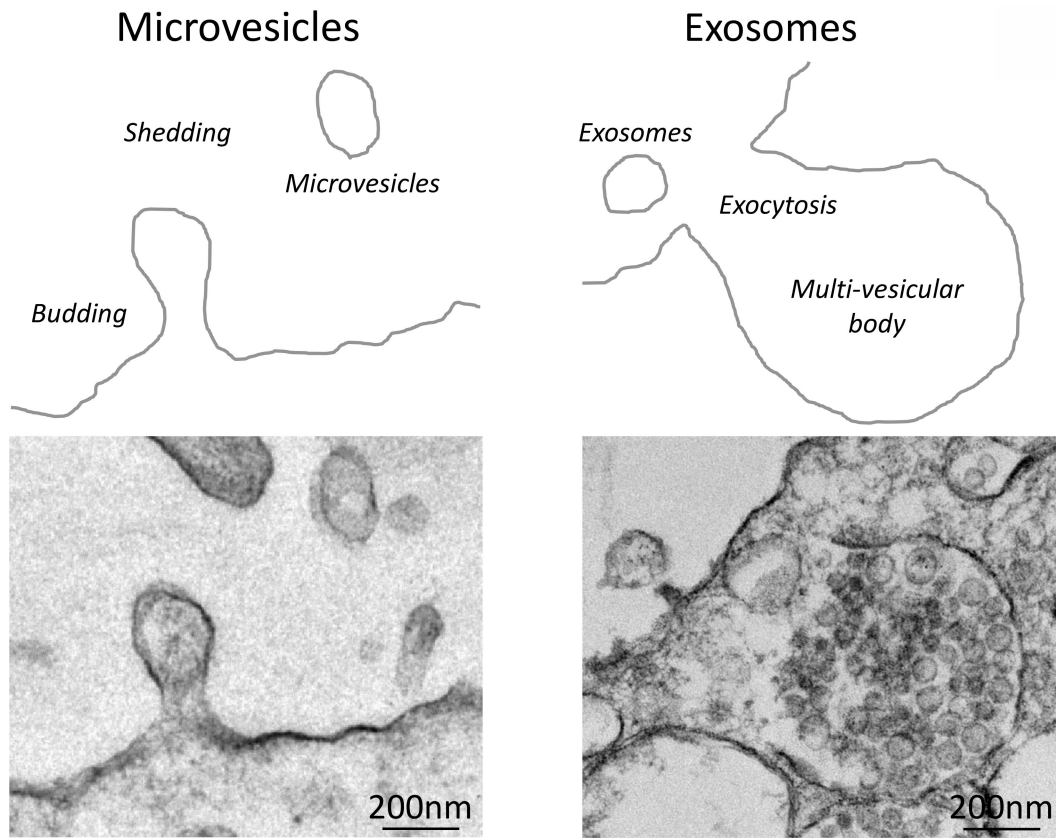 Microvesicles
Shedding
Microvesicles
Budding
200nm
Exosomes
Exosomes
Exocytosis
Multi-vesicular
body
200nm